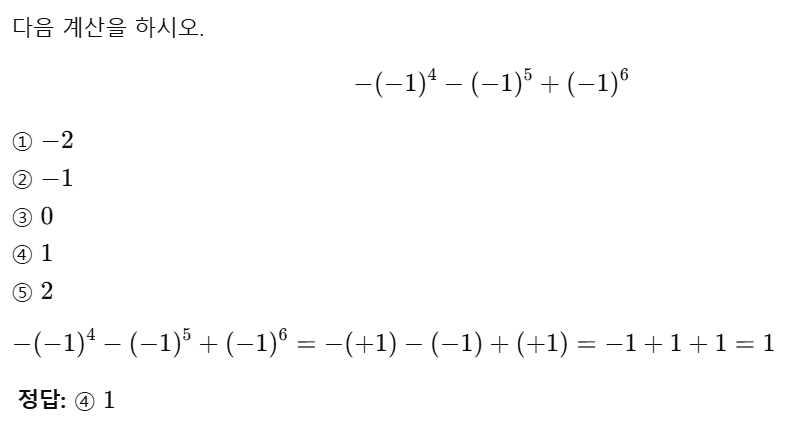 다음 계산을 하시오.
−(−1)⁴ − (−1)⁵ + (−1)⁶
① −2
② −1
③ 0
④ 1
⑤ 2
−(−1)⁴ − (−1)⁵ + (−1)⁶ = −(+1) − (−1) + (+1) = −1 + 1 + 1 = 1
정답: ④ 1